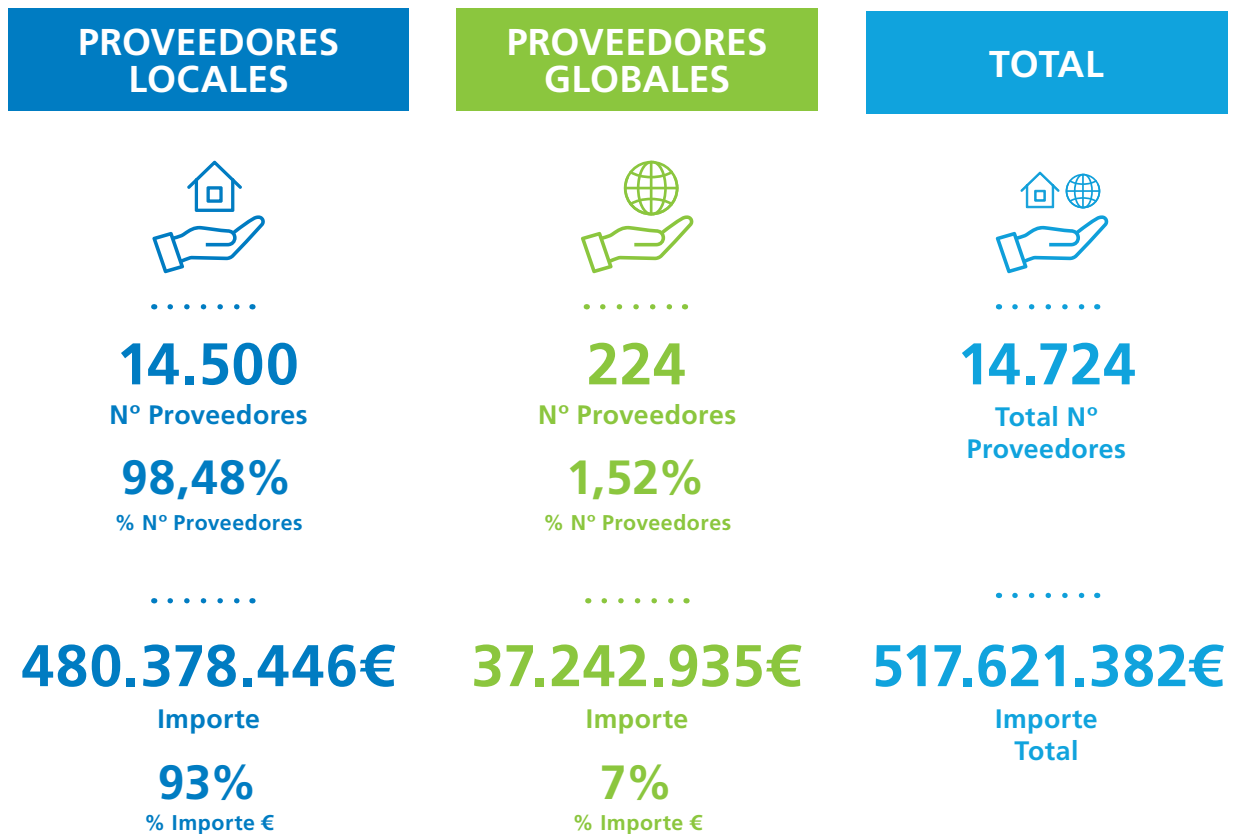 PROVEEDORES
LOCALES
14.500
Nº Proveedores
98,48%
% Nº Proveedores
480.378.446€
Importe
93%
% Importe €
PROVEEDORES
GLOBALES
224
Nº Proveedores
1,52%
% Nº Proveedores
37.242.935€
Importe
7%
% Importe €
TOTAL
14.724
Total Nº
Proveedores
517.621.382€
Importe
Total